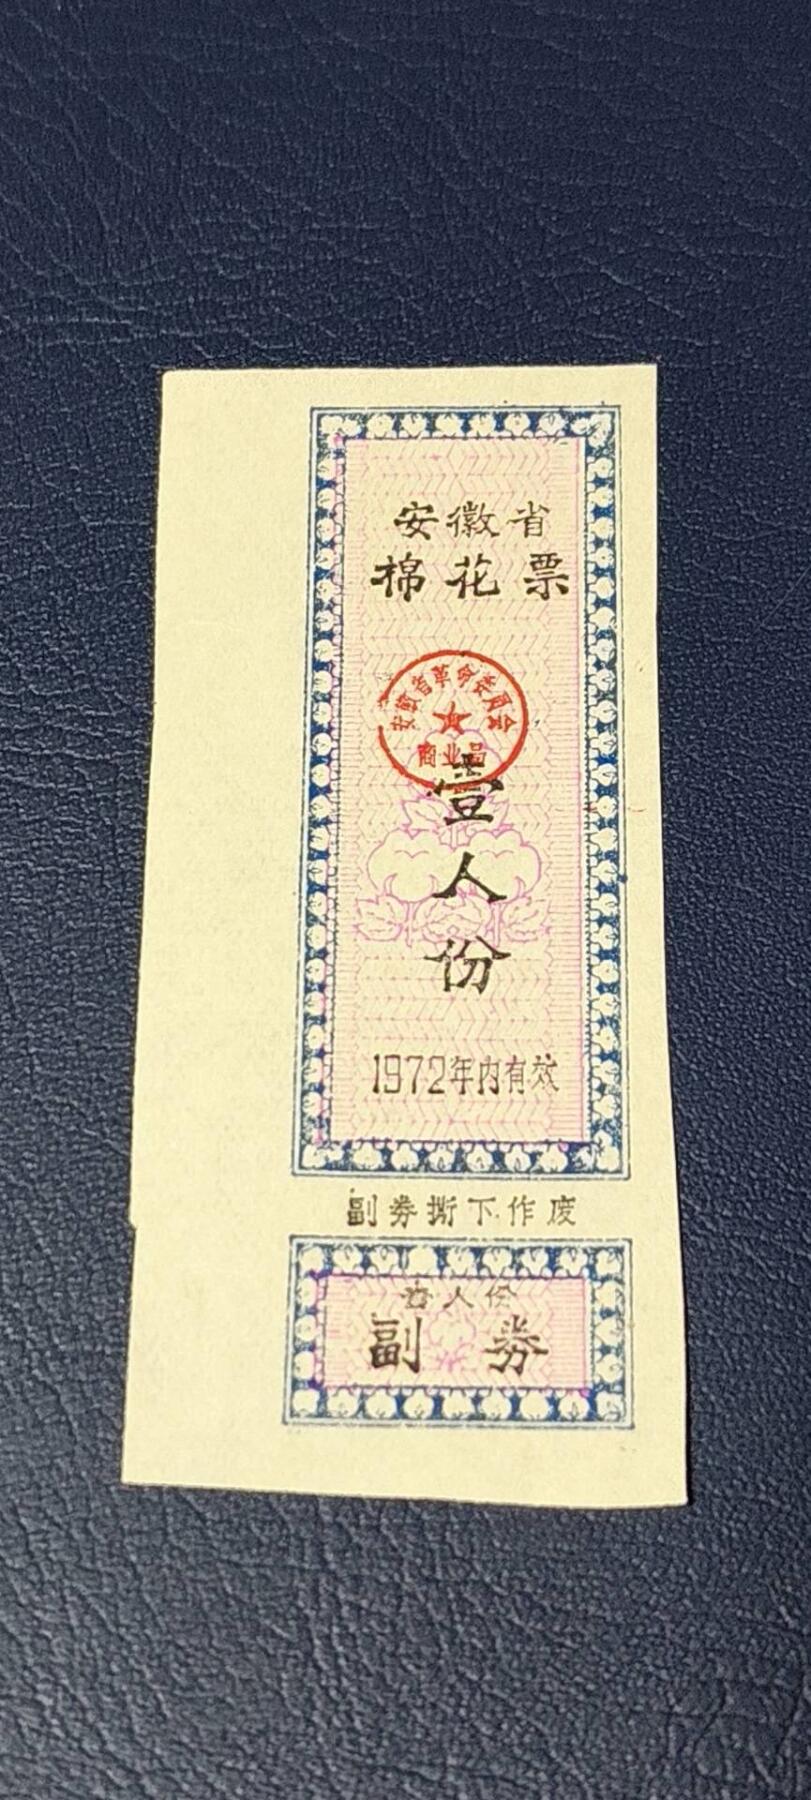 安徽省
棉花票
安徽省革命委员会
商业局
壹人份
1972年内有效
副券撕下作废
壹人份
副券